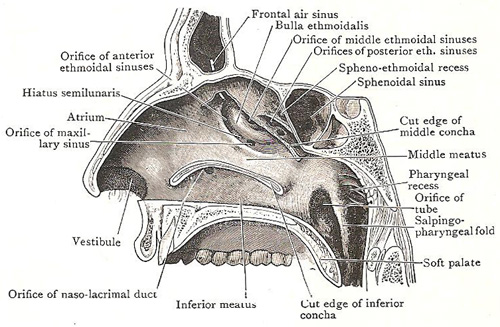 Frontal air sinus
Bulla ethmoidalis
Orifice of middle ethmoidal sinuses
Orifices of posterior eth. sinuses
Spheno-ethmoidal recess
Sphenoidal sinus
Orifice of anterior
ethmoidal sinuses
Hiatus semilunaris
Atrium
Orifice of maxil-
lary sinus
Cut edge of
middle concha
Middle meatus
Pharyngeal
recess
Orifice of
tube
Salpingo-
pharyngeal fold
Vestibule
Soft palate
Orifice of naso-lacrimal duct
Inferior meatus
Cut edge of inferior
concha